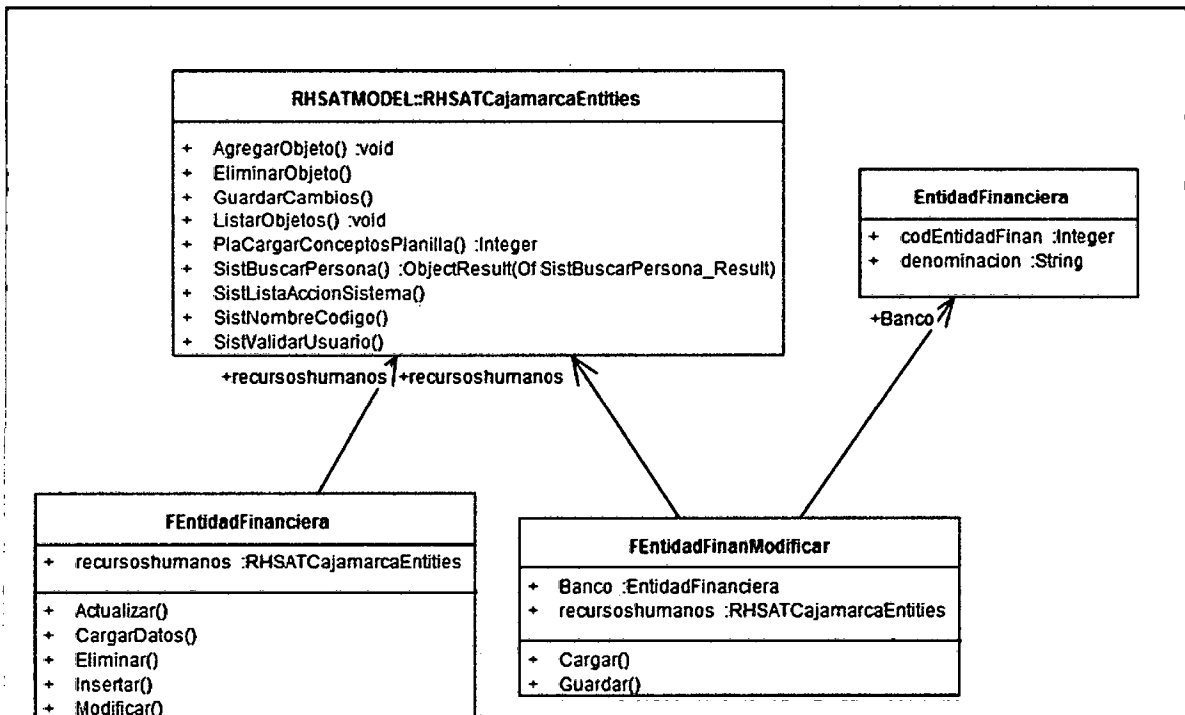 RHSATMODEL::RHSATCajamarcaEntities
+ AgregarObjeto() :void
+ EliminarObjeto()
+ GuardarCambios()
+ ListarObjetos() :void
+ PlaCargarConceptosPlanilla() :Integer
+ SistBuscarPersona() :ObjectResult(Of SistBuscarPersona_Result)
+ SistListaAccionSistema()
+ SistNombreCodigo()
+ SistValidarUsuario()
EntidadFinanciera
+ codEntidadFinan :Integer
+ denominacion :String
+Banco
+recursoshumanos
+recursoshumanos
FEntidadFinanciera
+ recursoshumanos :RHSATCajamarcaEntities
+ Actualizar()
+ CargarDatos()
+ Eliminar()
+ Insertar()
+ Modificar()
FEntidadFinanModificar
+ Banco :EntidadFinanciera
+ recursoshumanos :RHSATCajamarcaEntities
+ Cargar()
+ Guardar()